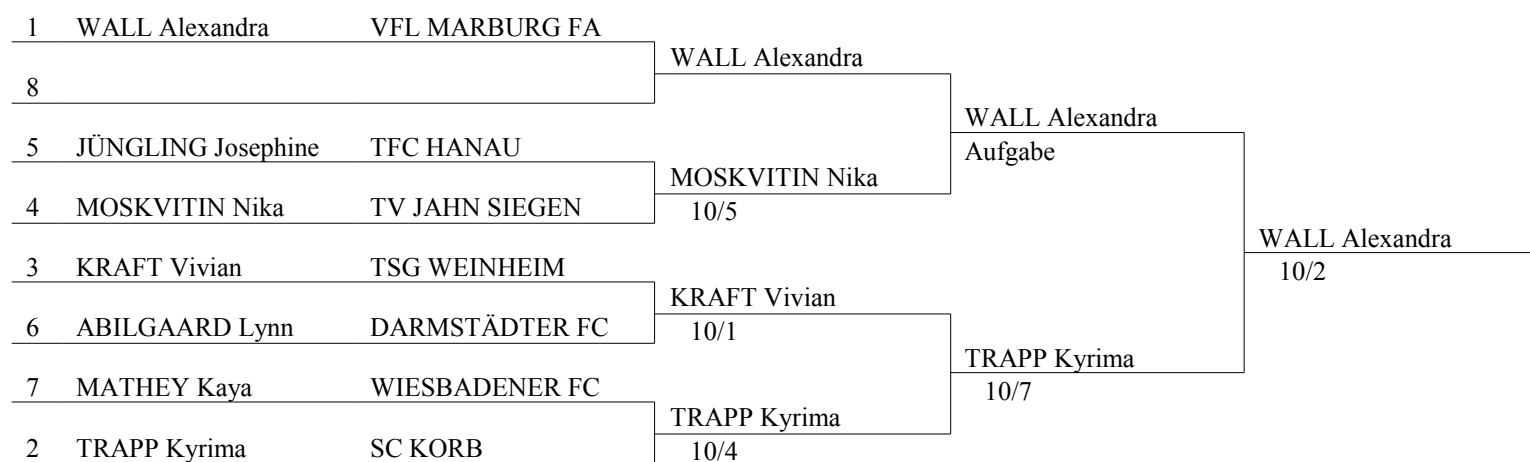 1 WALL Alexandra VFL MARBURG FA
WALL Alexandra
8
WALL Alexandra
5 JÜNGLING Josephine TFC HANAU
Aufgabe
MOSKVITIN Nika
4 MOSKVITIN Nika TV JAHN SIEGEN
10/5
WALL Alexandra
3 KRAFT Vivian TSG WEINHEIM
10/2
KRAFT Vivian
6 ABILGAARD Lynn DARMSTÄDTER FC
10/1
TRAPP Kyrima
7 MATHEY Kaya WIESBADENER FC
10/7
TRAPP Kyrima
2 TRAPP Kyrima SC KORB
10/4